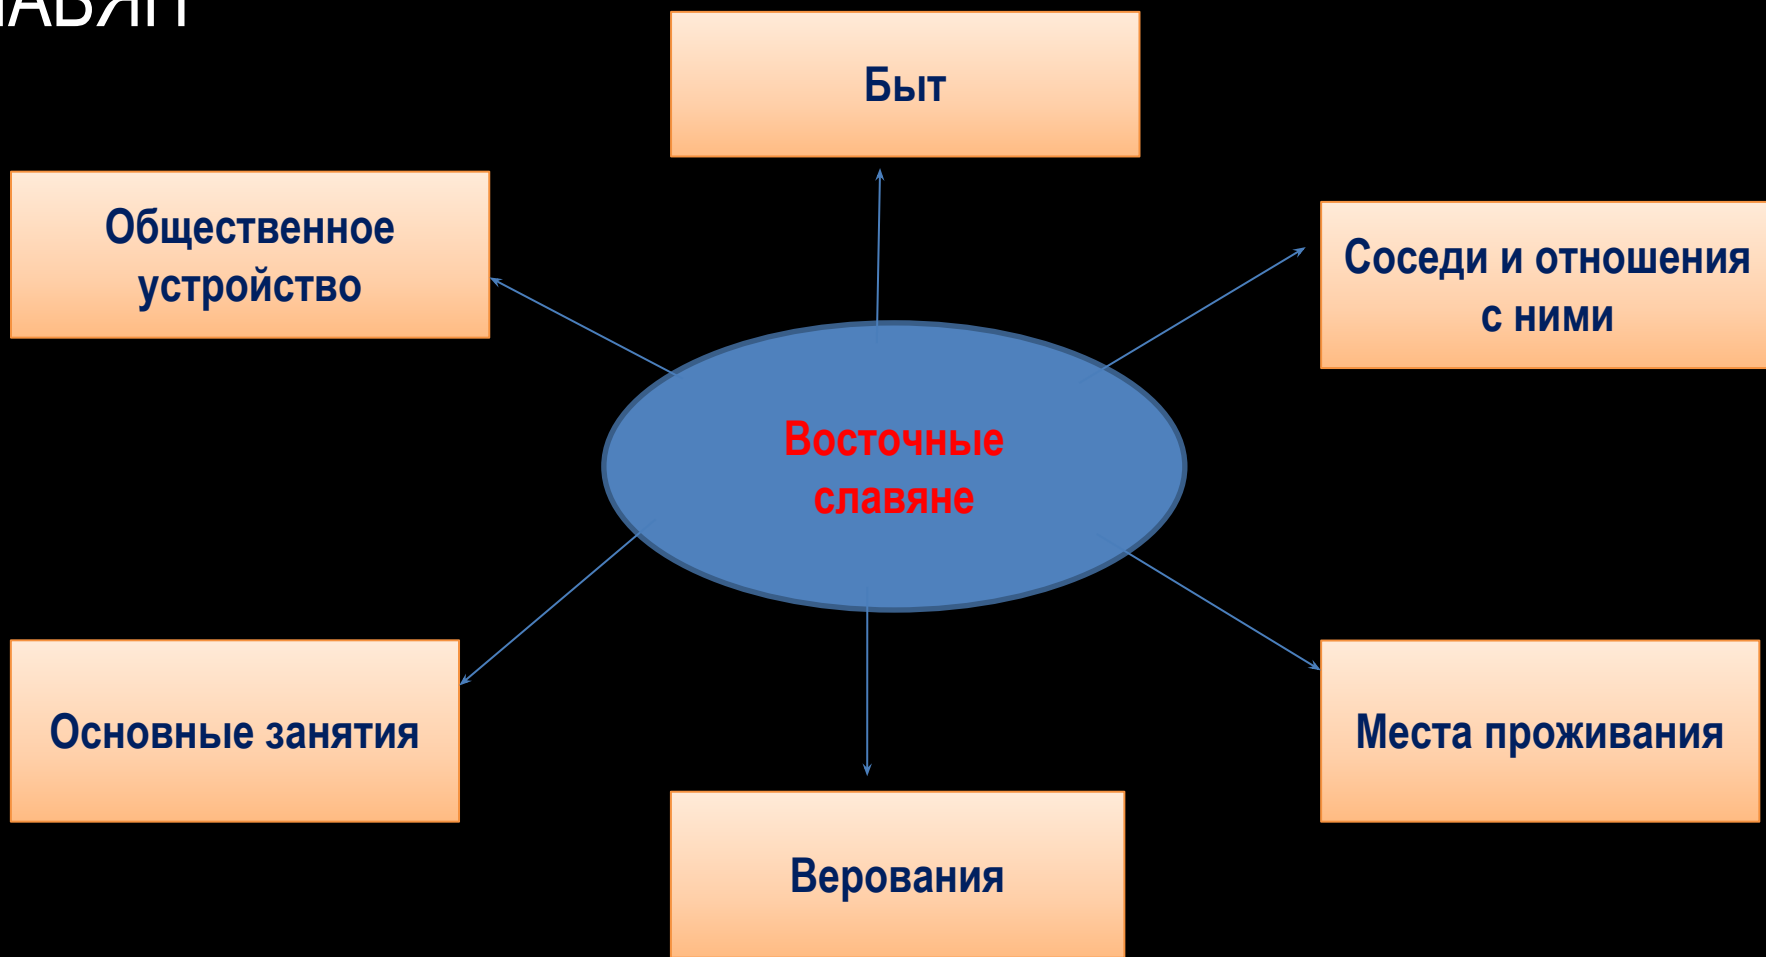 Быт
Общественное
устройство
Соседи и отношения
с ними
Восточные
славяне
Основные занятия
Места проживания
Верования